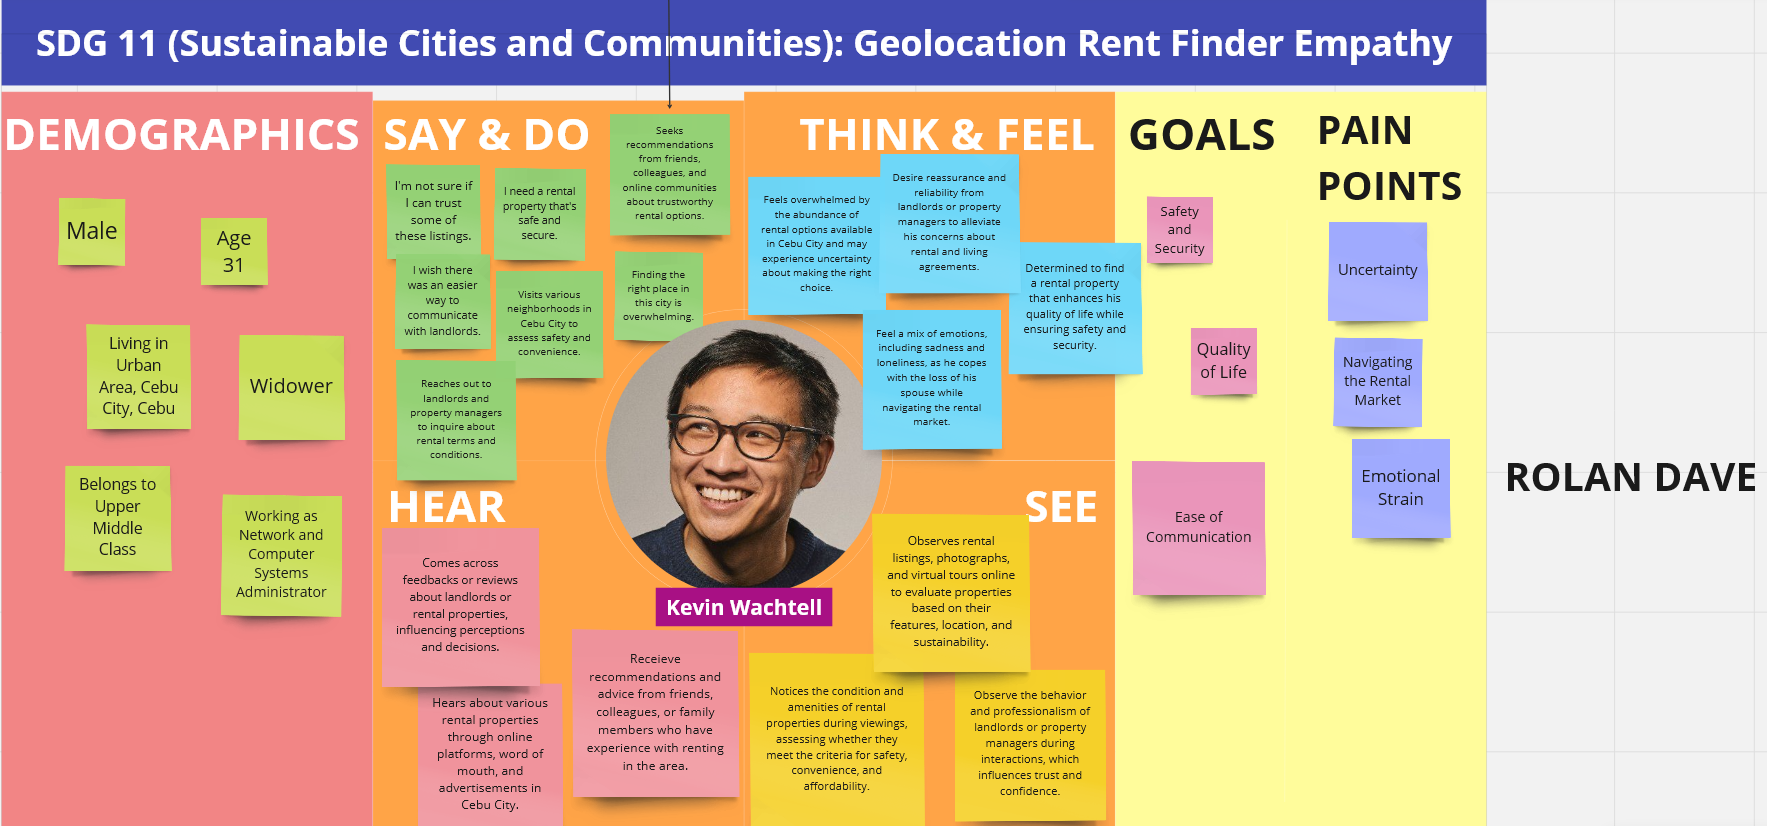 SDG 11 (Sustainable Cities and Communities): Geolocation Rent Finder Empathy
DEMOGRAPHICS
Male
Age
31
Living in
Urban
Area, Cebu
City, Cebu
Widower
Belongs to
Upper
Middle
Class
Working as
Network and
Computer
Systems
Administrator
SAY & DO
I'm not sure if
I can trust
some of
these listings.
I need a rental
property that's
safe and
secure.
Seeks
recommendations
from friends,
colleagues, and
online communities
about trustworthy
rental options.
I wish there
was an easier
way to
communicate
with landlords.
Visits various
neighborhoods in
Cebu City to
assess safety and
convenience.
Finding the
right place in
this city is
overwhelming.
Reaches out to
landlords and
property managers
to inquire about
rental terms and
conditions.
THINK & FEEL
Feels overwhelmed by
the abundance of
rental options available
in Cebu City and may
experience uncertainty
about making the right
choice.
Desire reassurance and
reliability from
landlords or property
managers to alleviate
his concerns about
rental and living
agreements.
Determined to find
a rental property
that enhances his
quality of life while
ensuring safety and
security.
Feel a mix of emotions,
including sadness and
loneliness, as he copes
with the loss of his
spouse while
navigating the rental
market.
HEAR
Comes across
feedbacks or reviews
about landlords or
rental properties,
influencing perceptions
and decisions.
Hears about various
rental properties
through online
platforms, word of
mouth, and
advertisements in
Cebu City.
Receieve
recommendations and
advice from friends,
colleagues, or family
members who have
experience with renting
in the area.
Kevin Wachtell
SEE
Observes rental
listings, photographs,
and virtual tours online
to evaluate properties
based on their
features, location, and
sustainability.
Notices the condition and
amenities of rental
properties during viewings,
assessing whether they
meet the criteria for safety,
convenience, and
affordability.
Observe the behavior
and professionalism of
landlords or property
managers during
interactions, which
influences trust and
confidence.
GOALS
Safety
and
Security
Quality
of Life
Ease of
Communication
PAIN
POINTS
Uncertainty
Navigating
the Rental
Market
Emotional
Strain
ROLAN DAVE